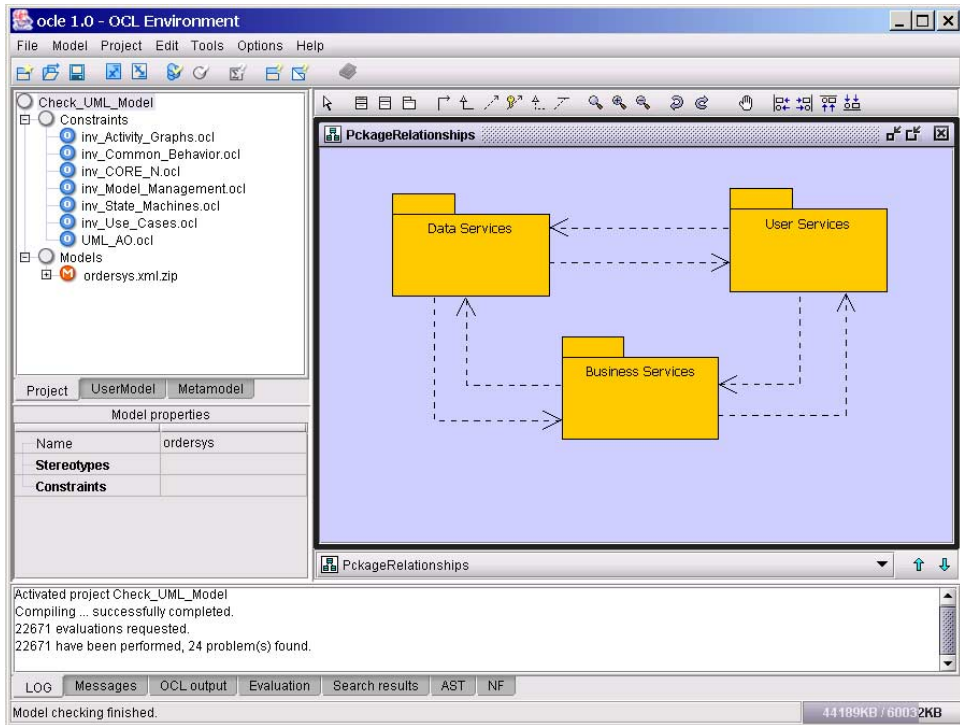 ocle 1.0 - OCL Environment
File Model Project Edit Tools Options Help
Check_UML_Model
Constraints
inv_Activity_Graphs.ocl
inv_Common_Behavior.ocl
inv_CORE_N.ocl
inv_Model_Management.ocl
inv_State_Machines.ocl
inv_Use_Cases.ocl
UML_AO.ocl
Models
ordersys.xml.zip
Project UserModel Metamodel
Model properties
Name ordersys
Stereotypes
Constraints
PckageRelationships
Data Services
User Services
Business Services
PckageRelationships
Activated project Check_UML_Model
Compiling ... successfully completed.
22671 evaluations requested.
22671 have been performed, 24 problem(s) found.
LOG Messages OCL output Evaluation Search results AST NF
Model checking finished.
44189KB / 60032KB